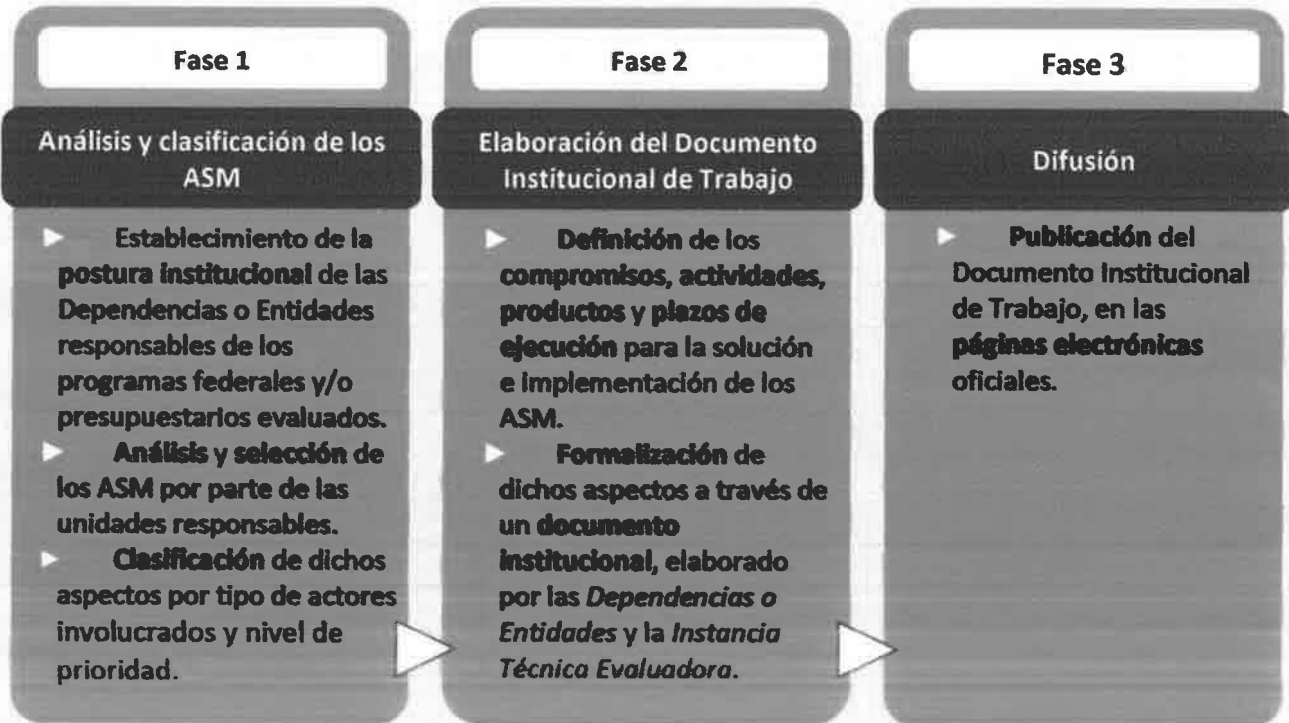 Fase 1
Análisis y clasificación de los
ASM
Establecimiento de la
postura institucional de las
Dependencias o Entidades
responsables de los
programas federales y/o
presupuestarios evaluados.
Análisis y selección de
los ASM por parte de las
unidades responsables.
Clasificación de dichos
aspectos por tipo de actores
involucrados y nivel de
prioridad.
Fase 2
Elaboración del Documento
Institucional de Trabajo
Definición de los
compromisos, actividades,
productos y plazos de
ejecución para la solución
e implementación de los
ASM.
Formalización de
dichos aspectos a través de
un documento
institucional, elaborado
por las Dependencias o
Entidades y la Instancia
Técnica Evaluadora.
Fase 3
Difusión
Publicación del
Documento Institucional
de Trabajo, en las
páginas electrónicas
oficiales.